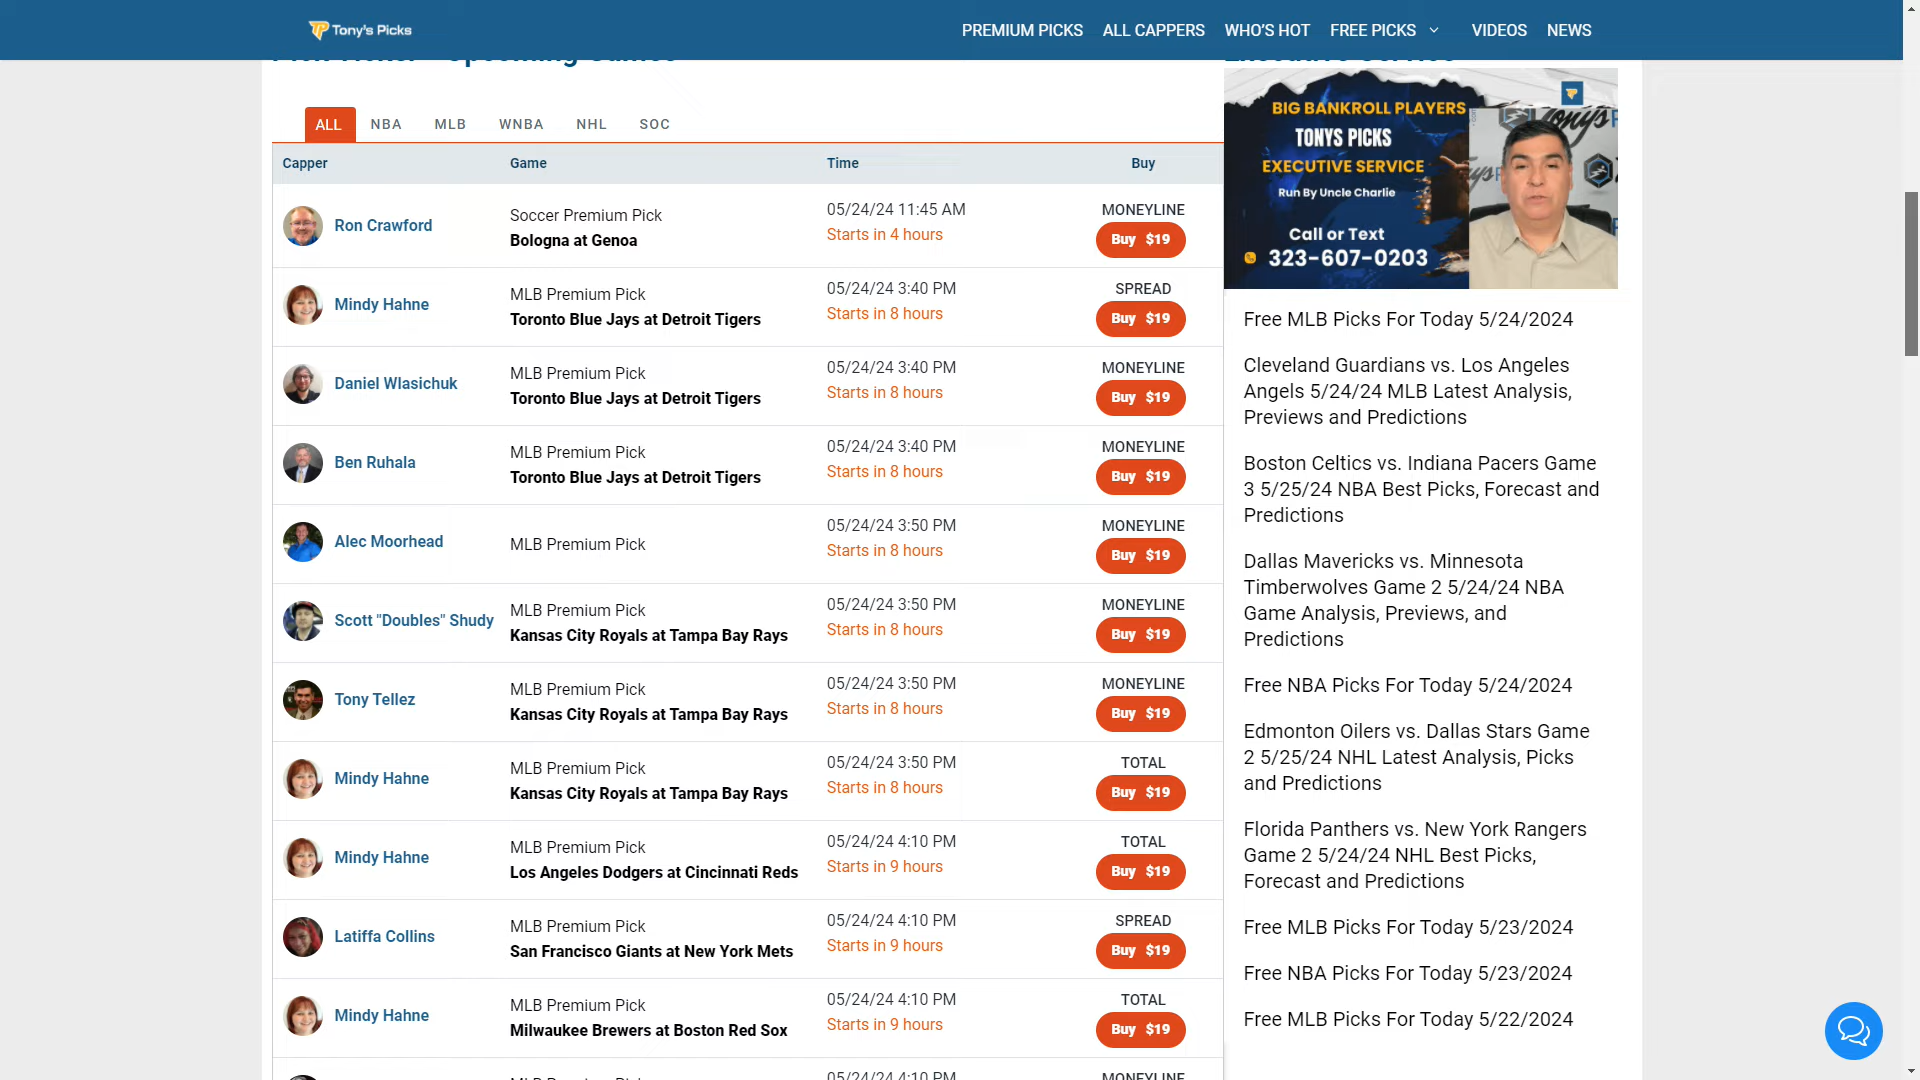 Tony's Picks
PREMIUM PICKS
ALL CAPPERS
WHO'S HOT
FREE PICKS
VIDEOS
NEWS
ALL
NBA
MLB
WNBA
NHL
SOC
Capper
Game
Time
Buy
Ron Crawford
Soccer Premium Pick
Bologna at Genoa
05/24/24 11:45 AM
Starts in 4 hours
MONEYLINE
Buy $19
Mindy Hahne
MLB Premium Pick
Toronto Blue Jays at Detroit Tigers
05/24/24 3:40 PM
Starts in 8 hours
SPREAD
Buy $19
Daniel Wlasichuk
MLB Premium Pick
Toronto Blue Jays at Detroit Tigers
05/24/24 3:40 PM
Starts in 8 hours
MONEYLINE
Buy $19
Ben Ruhala
MLB Premium Pick
Toronto Blue Jays at Detroit Tigers
05/24/24 3:40 PM
Starts in 8 hours
MONEYLINE
Buy $19
Alec Moorhead
MLB Premium Pick
05/24/24 3:50 PM
Starts in 8 hours
MONEYLINE
Buy $19
Scott "Doubles" Shudy
MLB Premium Pick
Kansas City Royals at Tampa Bay Rays
05/24/24 3:50 PM
Starts in 8 hours
MONEYLINE
Buy $19
Tony Tellez
MLB Premium Pick
Kansas City Royals at Tampa Bay Rays
05/24/24 3:50 PM
Starts in 8 hours
MONEYLINE
Buy $19
Mindy Hahne
MLB Premium Pick
Kansas City Royals at Tampa Bay Rays
05/24/24 3:50 PM
Starts in 8 hours
TOTAL
Buy $19
Mindy Hahne
MLB Premium Pick
Los Angeles Dodgers at Cincinnati Reds
05/24/24 4:10 PM
Starts in 9 hours
TOTAL
Buy $19
Latiffa Collins
MLB Premium Pick
San Francisco Giants at New York Mets
05/24/24 4:10 PM
Starts in 9 hours
SPREAD
Buy $19
Mindy Hahne
MLB Premium Pick
Milwaukee Brewers at Boston Red Sox
05/24/24 4:10 PM
Starts in 9 hours
TOTAL
Buy $19
05/24/24 4:10 PM
MONEYLINE
BIG BANKROLL PLAYERS
TONYS PICKS
EXECUTIVE SERVICE
Run By Uncle Charlie
Call or Text
323-607-0203
Free MLB Picks For Today 5/24/2024
Cleveland Guardians vs. Los Angeles
Angels 5/24/24 MLB Latest Analysis,
Previews and Predictions
Boston Celtics vs. Indiana Pacers Game
3 5/25/24 NBA Best Picks, Forecast and
Predictions
Dallas Mavericks vs. Minnesota
Timberwolves Game 2 5/24/24 NBA
Game Analysis, Previews, and
Predictions
Free NBA Picks For Today 5/24/2024
Edmonton Oilers vs. Dallas Stars Game
2 5/25/24 NHL Latest Analysis, Picks
and Predictions
Florida Panthers vs. New York Rangers
Game 2 5/24/24 NHL Best Picks,
Forecast and Predictions
Free MLB Picks For Today 5/23/2024
Free NBA Picks For Today 5/23/2024
Free MLB Picks For Today 5/22/2024